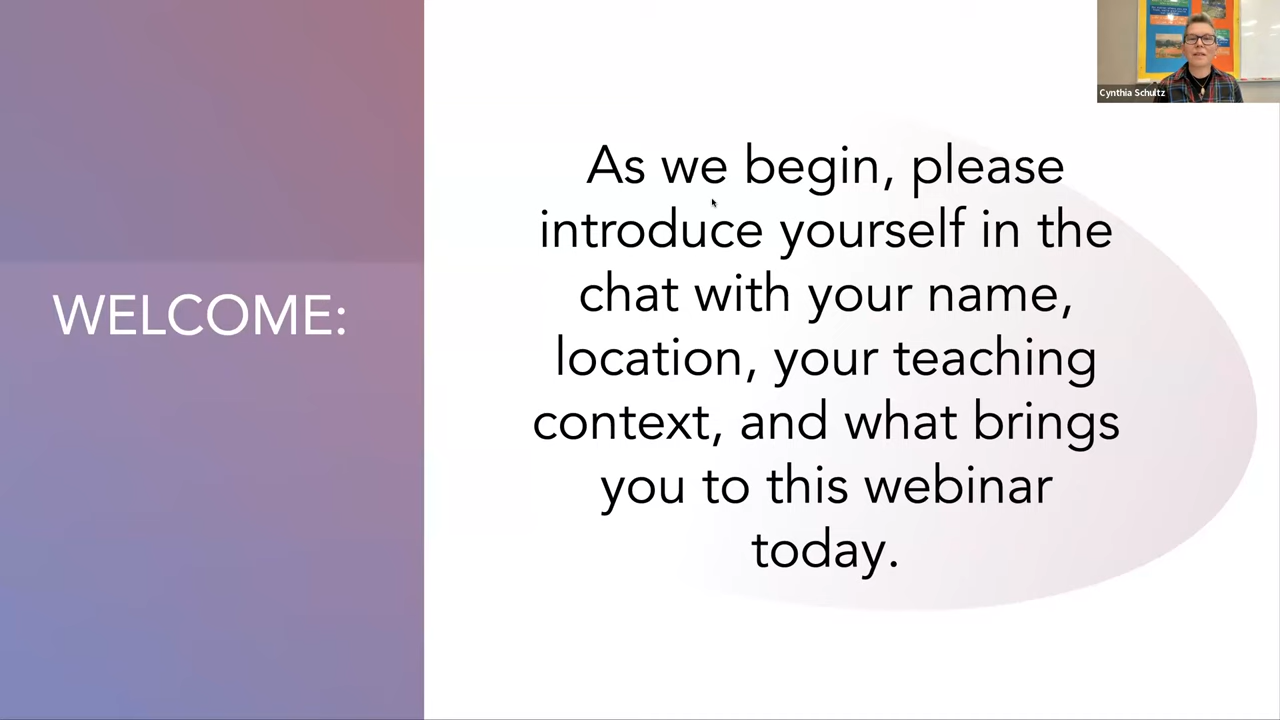 Cynthia Schultz
WELCOME:
As we begin, please
introduce yourself in the
chat with your name,
location, your teaching
context, and what brings
you to this webinar
today.